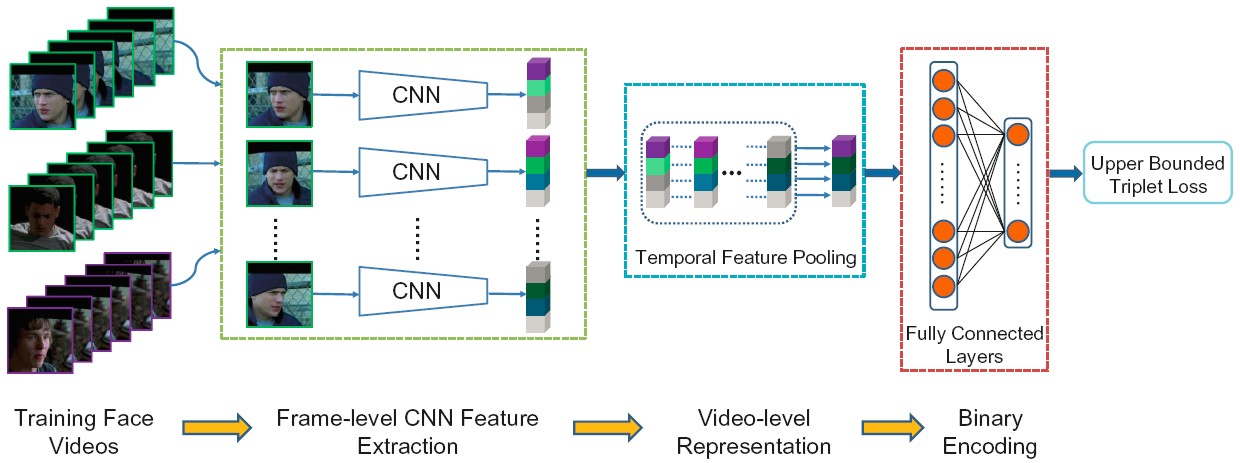 CNN
CNN
CNN
Temporal Feature Pooling
Fully Connected
Layers
Upper Bounded
Triplet Loss
Training Face
Videos
Frame-level CNN Feature
Extraction
Video-level
Representation
Binary
Encoding